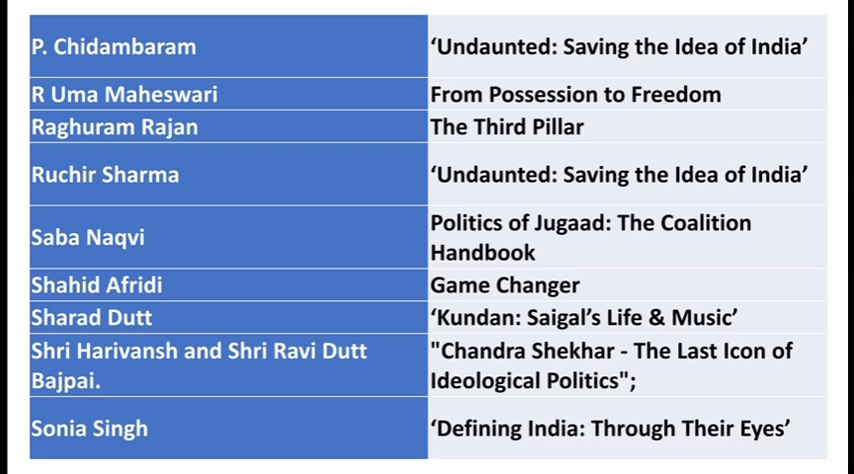 P. Chidambaram
‘Undaunted: Saving the Idea of India’
R Uma Maheswari
From Possession to Freedom
Raghuram Rajan
The Third Pillar
Ruchir Sharma
‘Undaunted: Saving the Idea of India’
Saba Naqvi
Politics of Jugaad: The Coalition
Handbook
Shahid Afridi
Game Changer
Sharad Dutt
‘Kundan: Saigal’s Life & Music’
Shri Harivansh and Shri Ravi Dutt
Bajpai.
"Chandra Shekhar - The Last Icon of
Ideological Politics";
Sonia Singh
‘Defining India: Through Their Eyes’